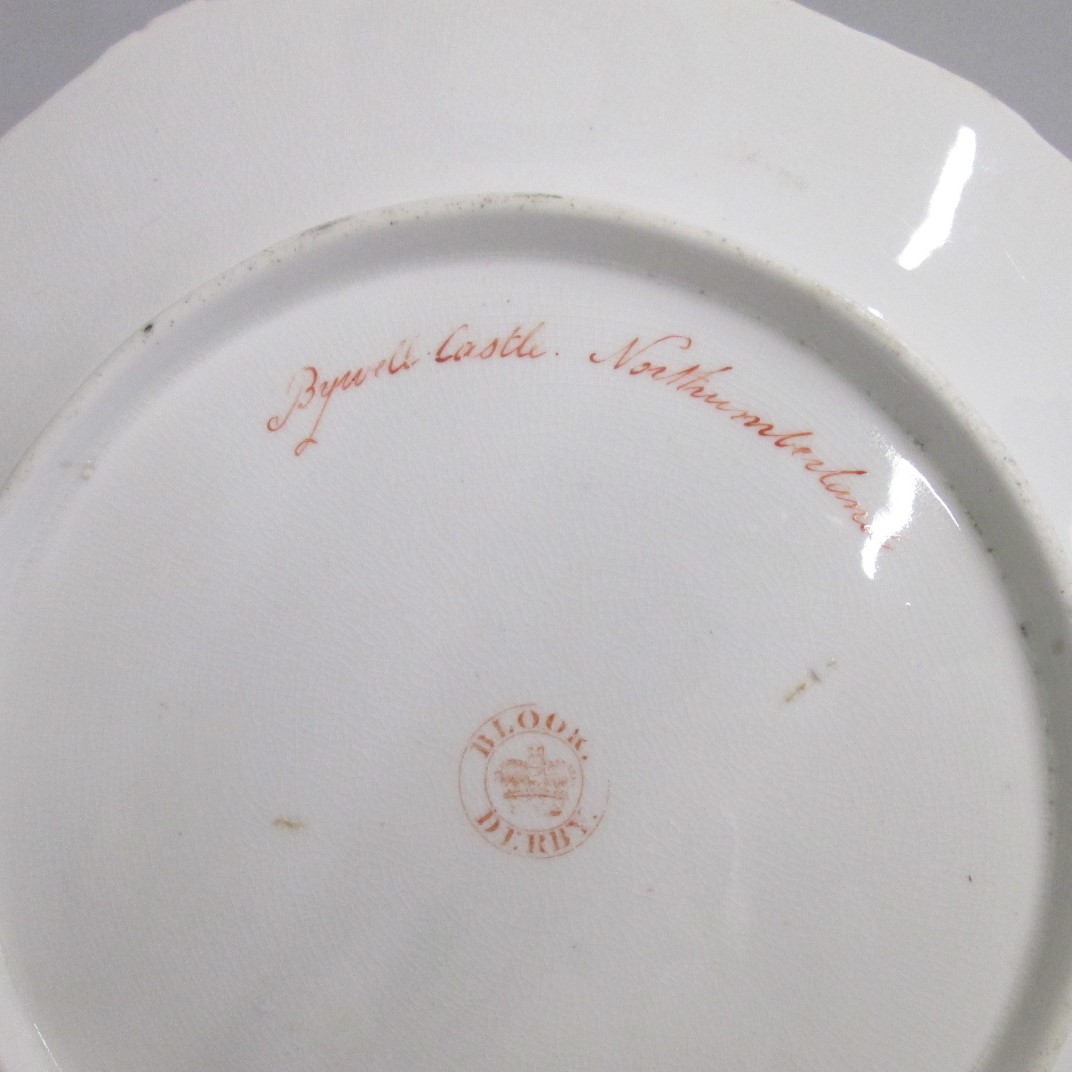 Bywell Castle. Northumberland
BLOOR.
DERBY.